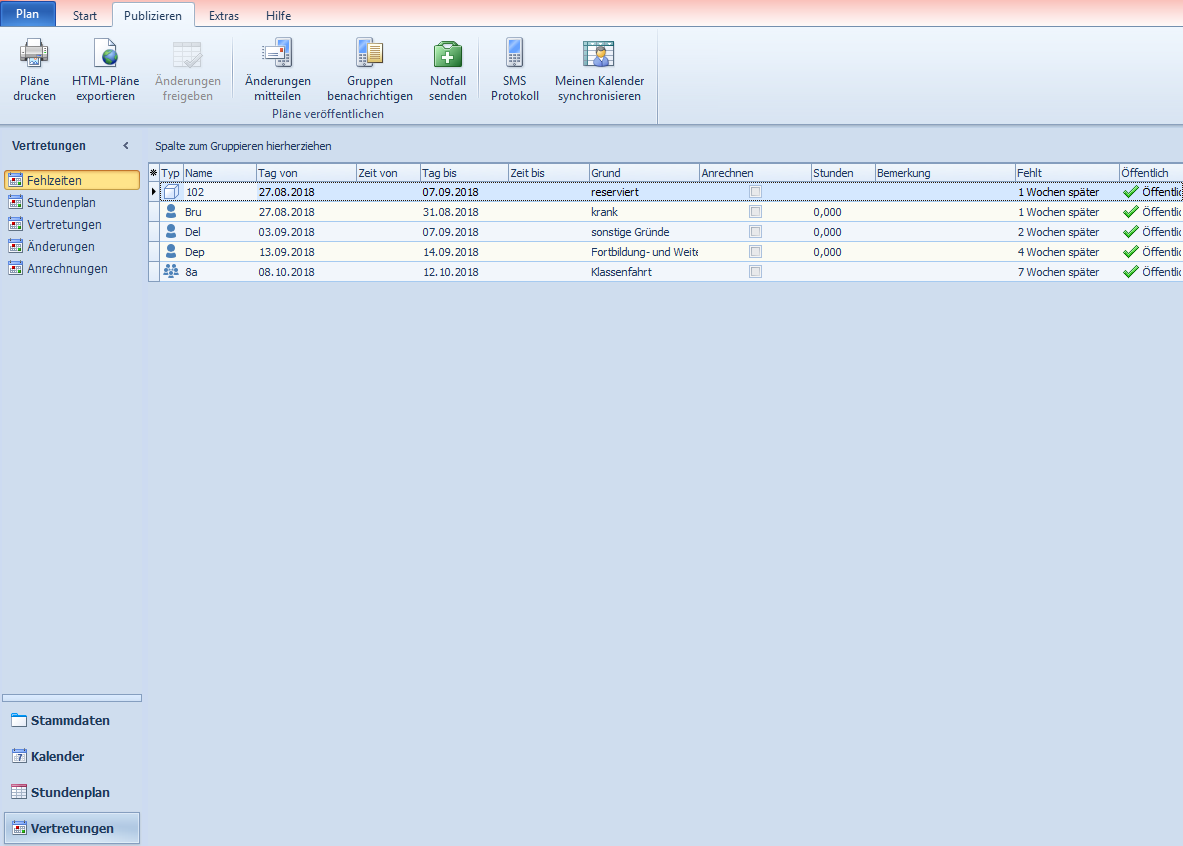 Plan Start Publizieren Extras Hilfe
Pläne drucken
HTML-Pläne exportieren
Änderungen freigeben
Änderungen mitteilen
Gruppen benachrichtigen
Notfall senden
SMS Protokoll
Meinen Kalender synchronisieren
Pläne veröffentlichen
Vertretungen
Fehlzeiten
Stundenplan
Vertretungen
Änderungen
Anrechnungen
Spalte zum Gruppieren hierherziehen
Typ Name Tag von Zeit von Tag bis Zeit bis Grund Anrechnen Stunden Bemerkung Fehlt Öffentlich
102 27.08.2018 07.09.2018 reserviert 1 Wochen später Öffentlic
Bru 27.08.2018 31.08.2018 krank 0,000 1 Wochen später Öffentlic
Del 03.09.2018 07.09.2018 sonstige Gründe 0,000 2 Wochen später Öffentlic
Dep 13.09.2018 14.09.2018 Fortbildung- und Weite 0,000 4 Wochen später Öffentlic
8a 08.10.2018 12.10.2018 Klassenfahrt 7 Wochen später Öffentlic
Stammdaten
Kalender
Stundenplan
Vertretungen